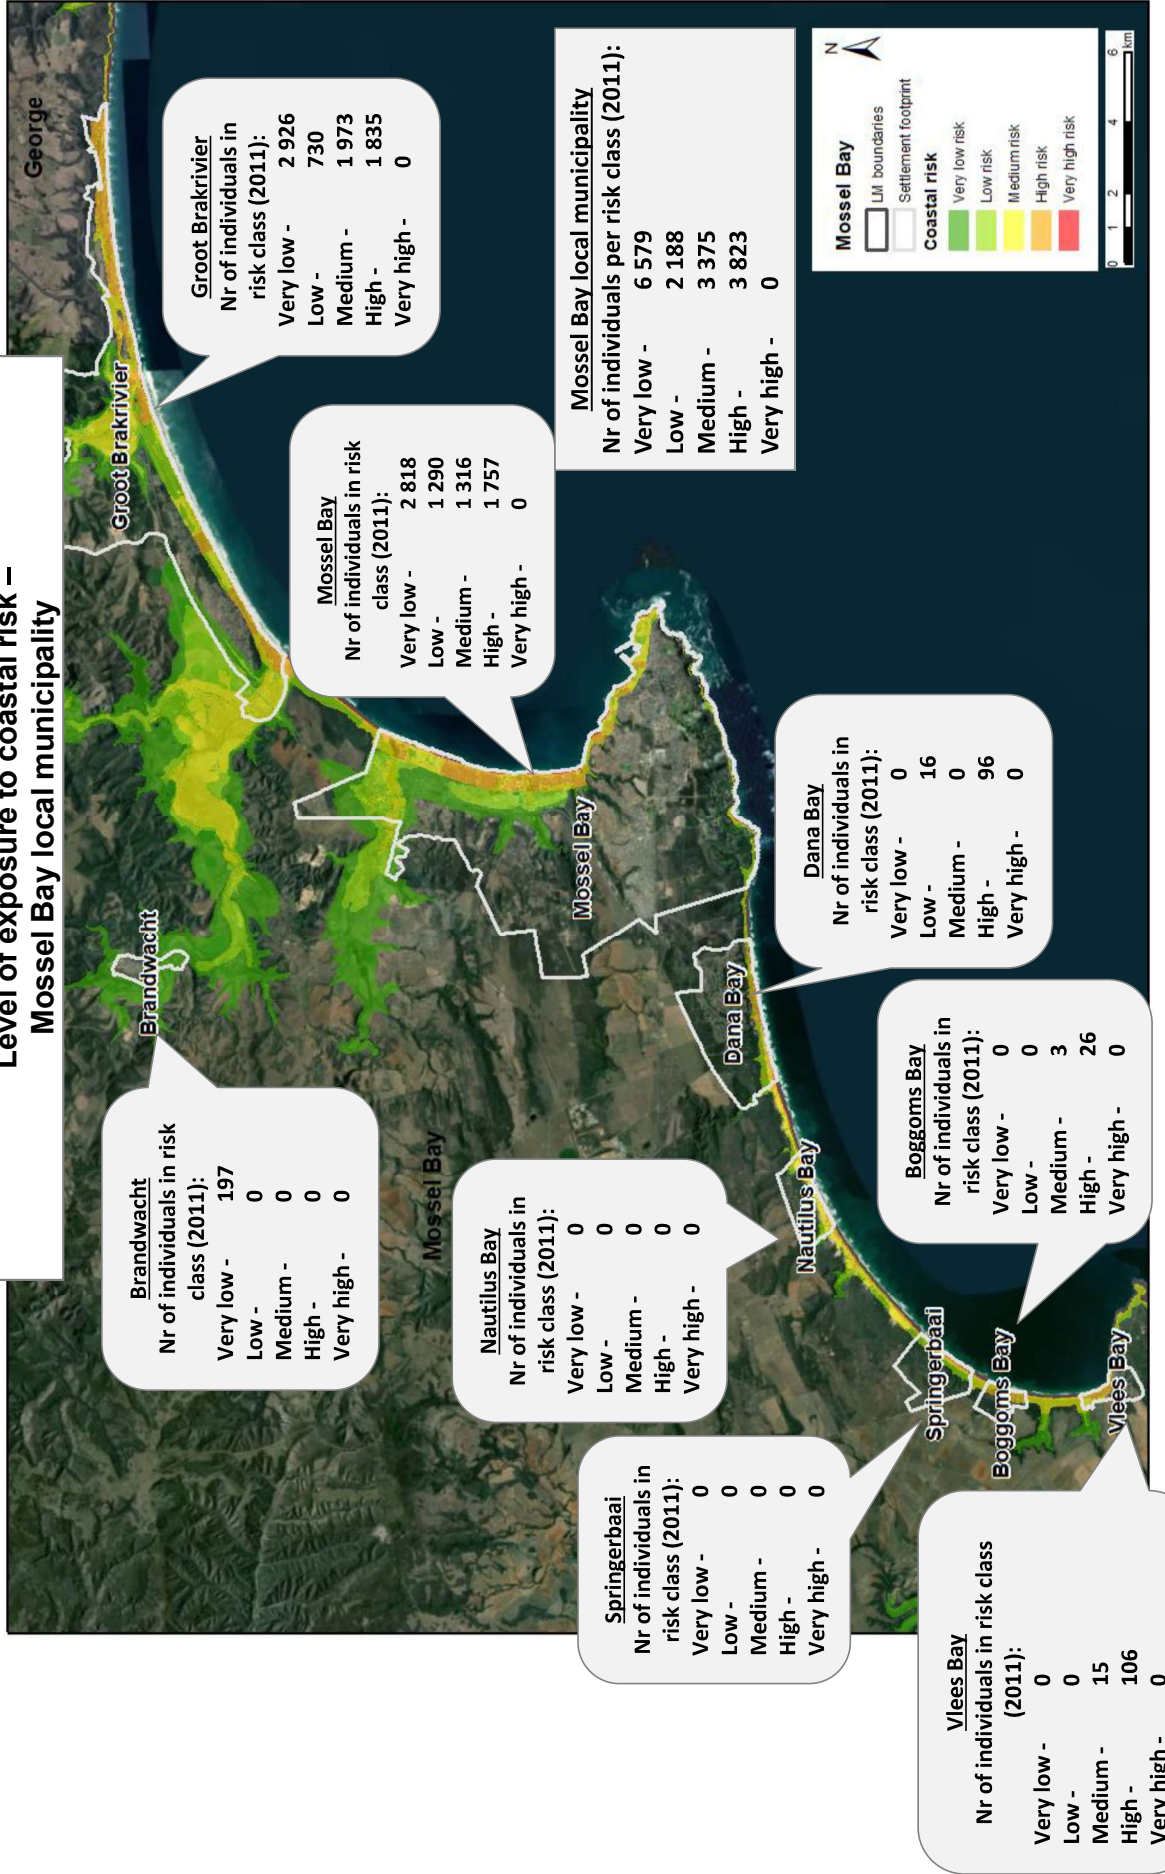 Level of exposure to coastal risk –
Mossel Bay local municipality
George
Groot Brakrivier
Nr of individuals in
risk class (2011):
Very low - 2 926
Low - 730
Medium - 1 973
High - 1 835
Very high - 0
Groot Brakrivier
Mossel Bay
Nr of individuals in risk
class (2011):
Very low - 2 818
Low - 1 290
Medium - 1 316
High - 1 757
Very high - 0
Mossel Bay local municipality
Nr of individuals per risk class (2011):
Very low - 6 579
Low - 2 188
Medium - 3 375
High - 3 823
Very high - 0
Mossel Bay
N
LM boundaries
Settlement footprint
Coastal risk
Very low risk
Low risk
Medium risk
High risk
Very high risk
0 1 2 4 6
km
Brandwacht
Brandwacht
Nr of individuals in risk
class (2011):
Very low - 197
Low - 0
Medium - 0
High - 0
Very high - 0
Mossel Bay
Mossel Bay
Dana Bay
Dana Bay
Nr of individuals in
risk class (2011):
Very low - 0
Low - 16
Medium - 0
High - 96
Very high - 0
Nautilus Bay
Nr of individuals in
risk class (2011):
Very low - 0
Low - 0
Medium - 0
High - 0
Very high - 0
Nautilus Bay
Boggoms Bay
Nr of individuals in
risk class (2011):
Very low - 0
Low - 0
Medium - 3
High - 26
Very high - 0
Springerbaai
Boggoms Bay
Vlees Bay
Springerbaai
Nr of individuals in
risk class (2011):
Very low - 0
Low - 0
Medium - 0
High - 0
Very high - 0
Vlees Bay
Nr of individuals in risk class
(2011):
Very low - 0
Low - 0
Medium - 15
High - 106
Very high - 0